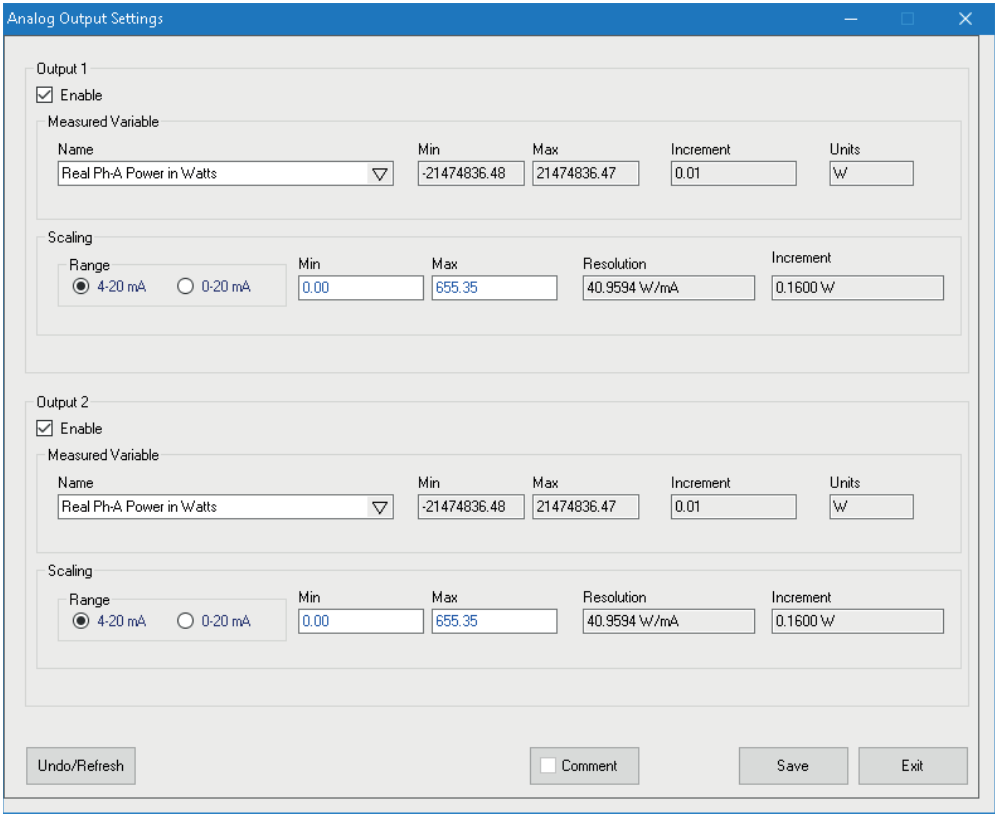 Analog Output Settings
Output 1
Enable
Measured Variable
Name Min Max Increment Units
Real Ph-A Power in Watts -21474836.48 21474836.47 0.01 W
Scaling
Range Min Max Resolution Increment
4-20 mA 0-20 mA 0.00 655.35 40.9594 W/mA 0.1600 W
Output 2
Enable
Measured Variable
Name Min Max Increment Units
Real Ph-A Power in Watts -21474836.48 21474836.47 0.01 W
Scaling
Range Min Max Resolution Increment
4-20 mA 0-20 mA 0.00 655.35 40.9594 W/mA 0.1600 W
Undo/Refresh Comment Save Exit